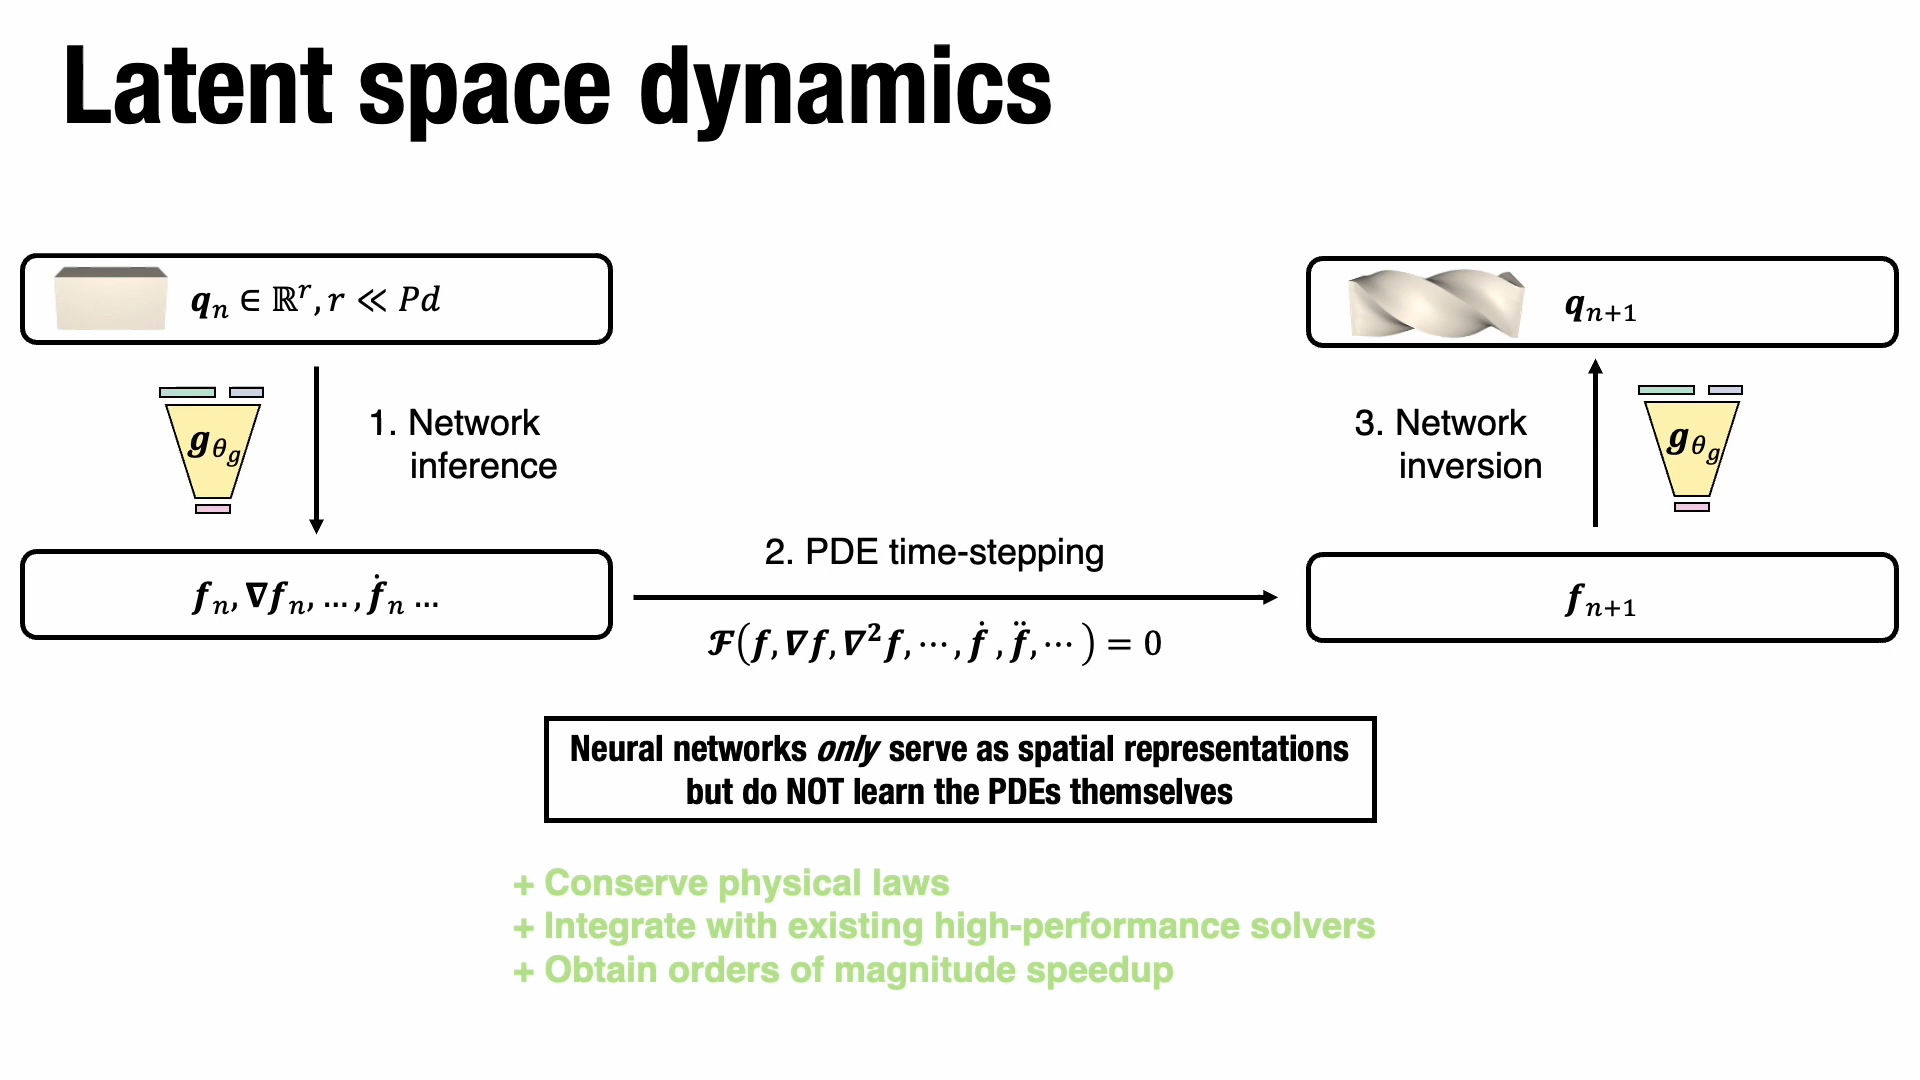 Latent space dynamics
𝒒ₙ ∈ ℝʳ, r ≪ Pd
𝒒ₙ₊₁
1. Network
inference
𝒈_θ_g
3. Network
inversion
𝒈_θ_g
2. PDE time-stepping
𝒇ₙ, 𝛁𝒇ₙ, ..., 𝒇̇ₙ ...
𝓕(𝒇, 𝛁𝒇, 𝛁²𝒇, ⋯, 𝒇̇, 𝒇̈, ⋯) = 0
𝒇ₙ₊₁
Neural networks only serve as spatial representations
but do NOT learn the PDEs themselves
+ Conserve physical laws
+ Integrate with existing high-performance solvers
+ Obtain orders of magnitude speedup